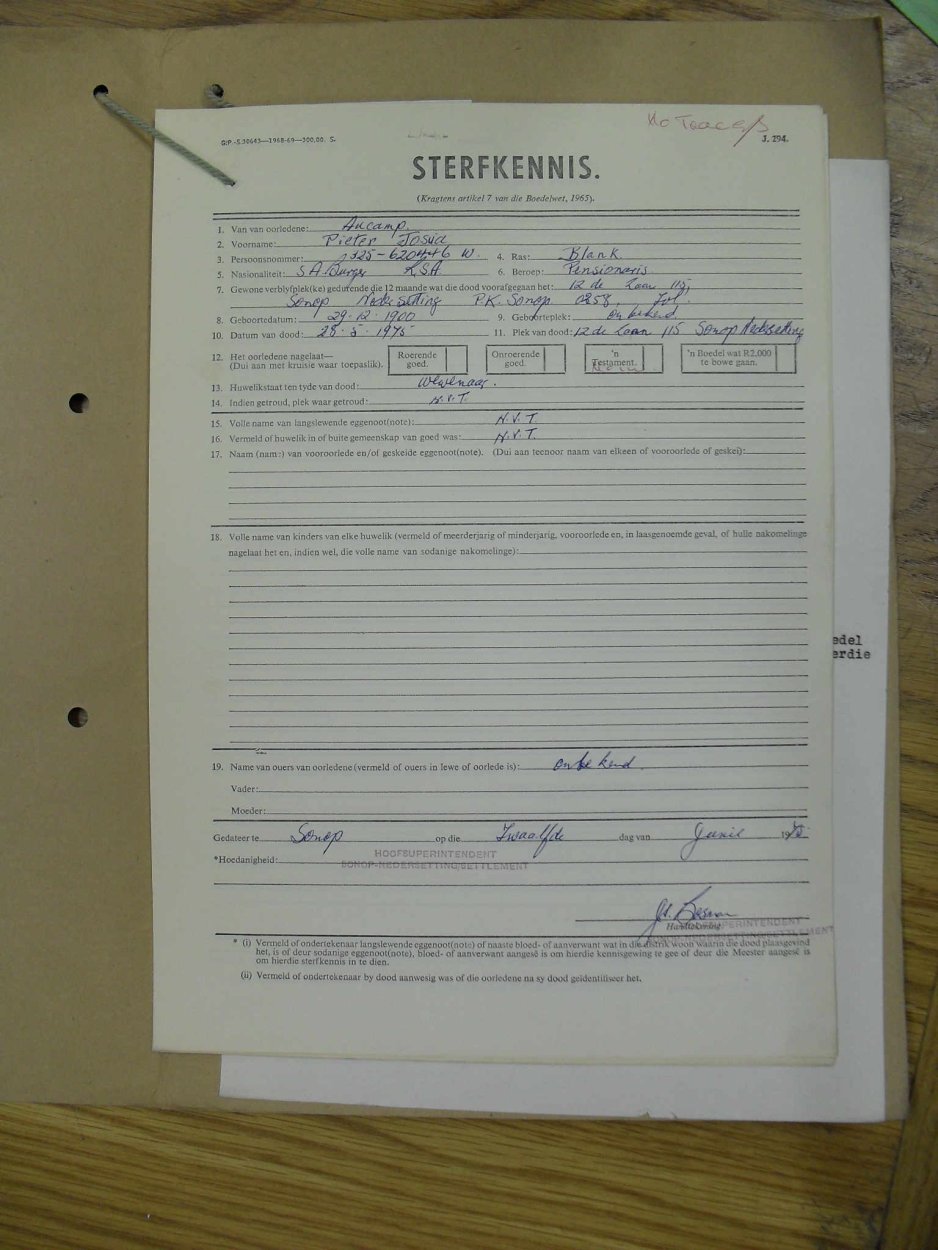 G.P.-S.30643—1968-69—300,00. S.
J. 294.
STERFKENNIS.
(Kragtens artikel 7 van die Boedelwet, 1965).
1. Van van oorledene: Aucamp.
2. Voorname: Pieter Josua
3. Persoonsnommer: W. 4. Ras: Blank
5. Nasionaliteit: S.A. Burger R.S.A. 6. Beroep: Pensionaris
7. Gewone verblyfplek(ke) gedurende die 12 maande wat die dood voorafgegaan het: 12 de Laan 115
Sonop Nedersetting P.K. Sonop 0258
8. Geboortedatum: 29.12.1900 9. Geboorteplek: onbekend
10. Datum van dood: 28.5.1975 11. Plek van dood: 12 de Laan 115 Sonop Nedersetting
12. Het oorledene nagelaat—
(Dui aan met kruisie waar toepaslik).
Roerende goed.
Onroerende goed.
'n Testament.
'n Boedel wat R2,000 te bowe gaan.
13. Huwelikstaat ten tyde van dood: Wewenaar.
14. Indien getroud, plek waar getroud: N.V.T.
15. Volle name van langslewende eggenoot(note): N.V.T.
16. Vermeld of huwelik in of buite gemeenskap van goed was: N.V.T.
17. Naam (name) van vooroorlede en/of geskeide eggenoot(note). (Dui aan teenoor naam van elkeen of vooroorlede of geskei):
18. Volle name van kinders van elke huwelik (vermeld of meerderjarig of minderjarig, vooroorlede en, in laasgenoemde geval, of hulle nakomelinge
nagelaat het en, indien wel, die volle name van sodanige nakomelinge):
19. Name van ouers van oorledene (vermeld of ouers in lewe of oorlede is): onbekend.
Vader:
Moeder:
Gedateer te Sonop op die Twaalfde dag van Junie 1975
*Hoedanigheid:
HOOFSUPERINTENDENT
SONOP-NEDERSETTING/SETTLEMENT
Handtekening
* (i) Vermeld of ondertekenaar langslewende eggenoot(note) of naaste bloed- of aanverwant wat in die distrik woon waarin die dood plaasgevind
het, is of deur sodanige eggenoot(note), bloed- of aanverwant aangesê is om hierdie kennisgewing te gee of deur die Meester aangesê is
om hierdie sterfkennis in te dien.
(ii) Vermeld of ondertekenaar by dood aanwesig was of die oorledene na sy dood geidentifiseer het.
edel
erdie